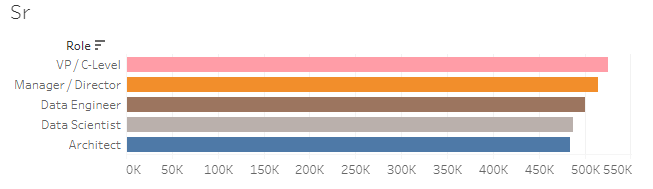 Sr
Role
VP / C-Level
Manager / Director
Data Engineer
Data Scientist
Architect
0K 50K 100K 150K 200K 250K 300K 350K 400K 450K 500K 550K